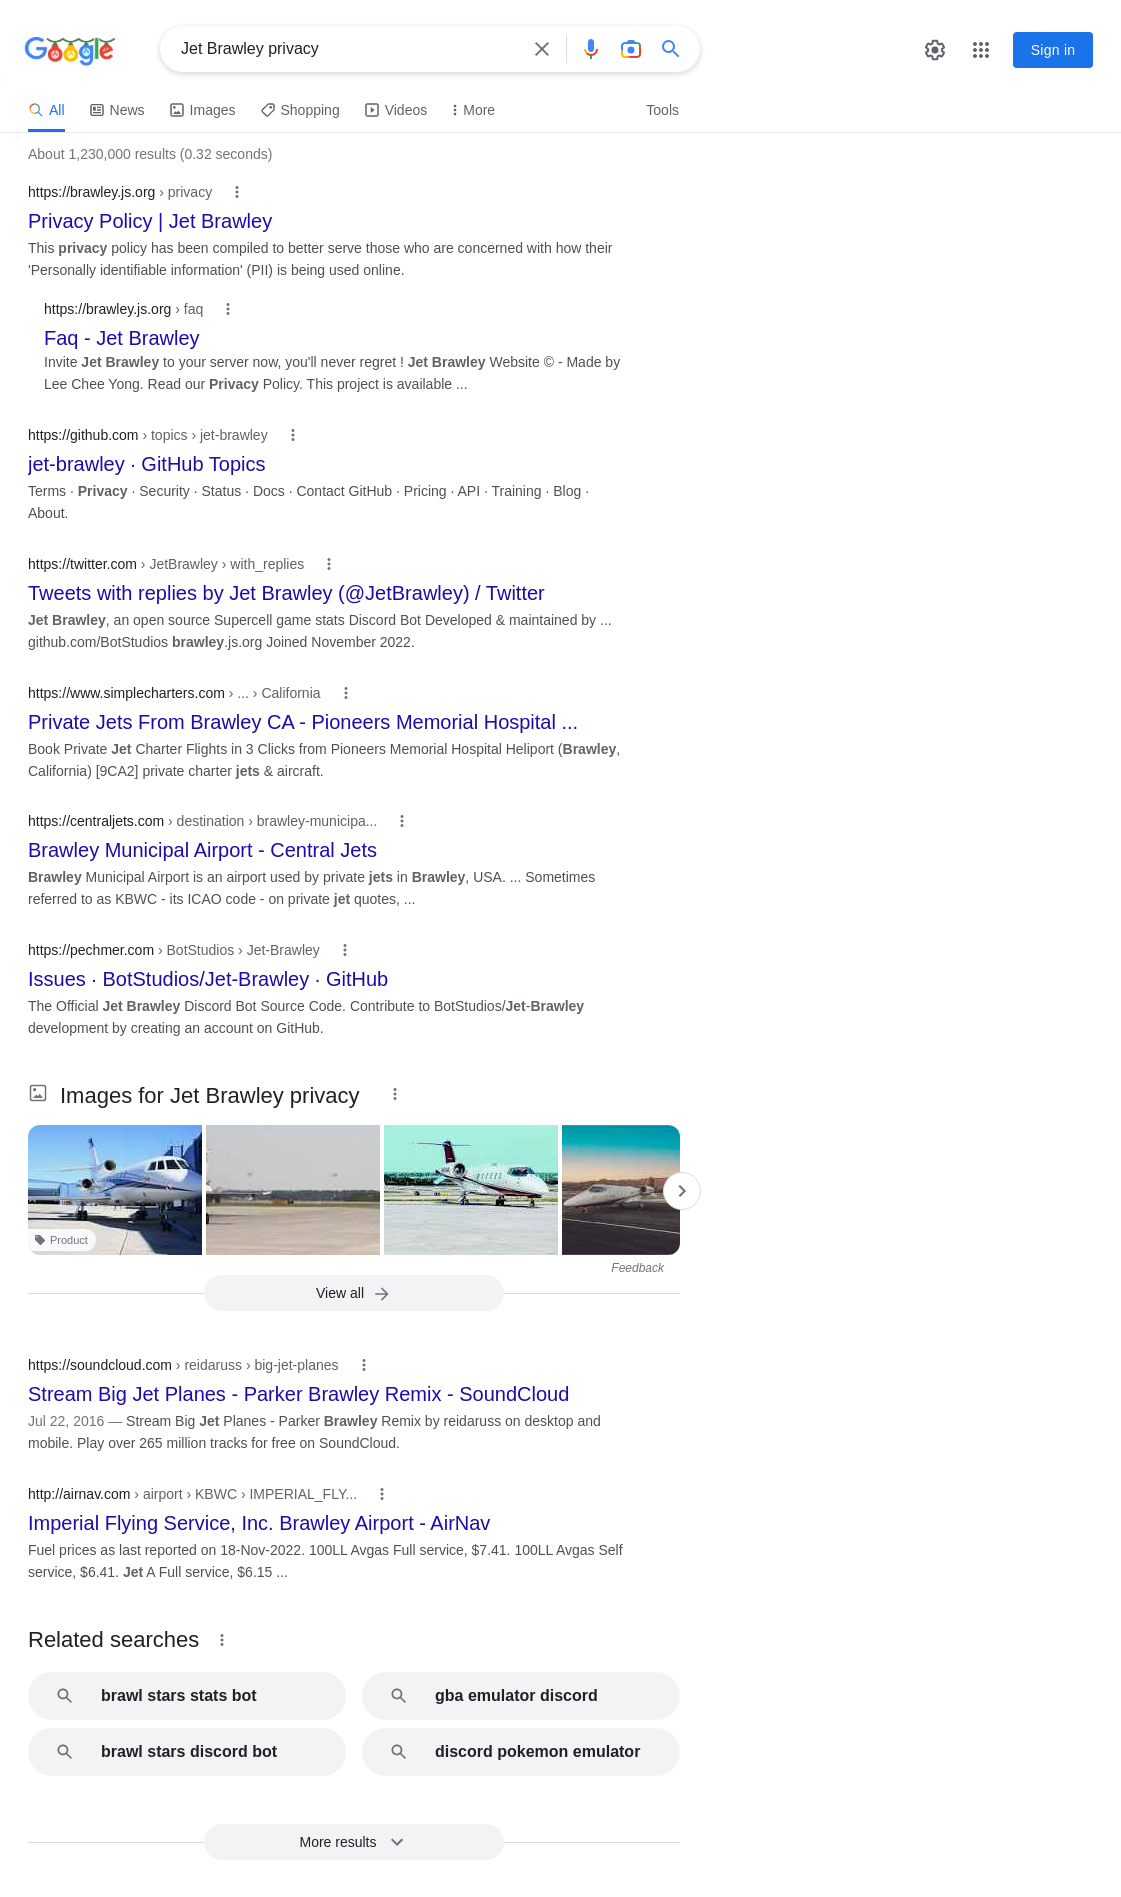 Google
Jet Brawley privacy
Sign in
All
News
Images
Shopping
Videos
More
Tools
About 1,230,000 results (0.32 seconds)
https://brawley.js.org › privacy
Privacy Policy | Jet Brawley
This privacy policy has been compiled to better serve those who are concerned with how their
'Personally identifiable information' (PII) is being used online.
https://brawley.js.org › faq
Faq - Jet Brawley
Invite Jet Brawley to your server now, you'll never regret ! Jet Brawley Website © - Made by
Lee Chee Yong. Read our Privacy Policy. This project is available ...
https://github.com › topics › jet-brawley
jet-brawley · GitHub Topics
Terms · Privacy · Security · Status · Docs · Contact GitHub · Pricing · API · Training · Blog ·
About.
https://twitter.com › JetBrawley › with_replies
Tweets with replies by Jet Brawley (@JetBrawley) / Twitter
Jet Brawley, an open source Supercell game stats Discord Bot Developed & maintained by ...
github.com/BotStudios brawley.js.org Joined November 2022.
https://www.simplecharters.com › ... › California
Private Jets From Brawley CA - Pioneers Memorial Hospital ...
Book Private Jet Charter Flights in 3 Clicks from Pioneers Memorial Hospital Heliport (Brawley,
California) [9CA2] private charter jets & aircraft.
https://centraljets.com › destination › brawley-municipa...
Brawley Municipal Airport - Central Jets
Brawley Municipal Airport is an airport used by private jets in Brawley, USA. ... Sometimes
referred to as KBWC - its ICAO code - on private jet quotes, ...
https://pechmer.com › BotStudios › Jet-Brawley
Issues · BotStudios/Jet-Brawley · GitHub
The Official Jet Brawley Discord Bot Source Code. Contribute to BotStudios/Jet-Brawley
development by creating an account on GitHub.
Images for Jet Brawley privacy
Product
Feedback
View all
https://soundcloud.com › reidaruss › big-jet-planes
Stream Big Jet Planes - Parker Brawley Remix - SoundCloud
Jul 22, 2016 — Stream Big Jet Planes - Parker Brawley Remix by reidaruss on desktop and
mobile. Play over 265 million tracks for free on SoundCloud.
http://airnav.com › airport › KBWC › IMPERIAL_FLY...
Imperial Flying Service, Inc. Brawley Airport - AirNav
Fuel prices as last reported on 18-Nov-2022. 100LL Avgas Full service, $7.41. 100LL Avgas Self
service, $6.41. Jet A Full service, $6.15 ...
Related searches
brawl stars stats bot
gba emulator discord
brawl stars discord bot
discord pokemon emulator
More results